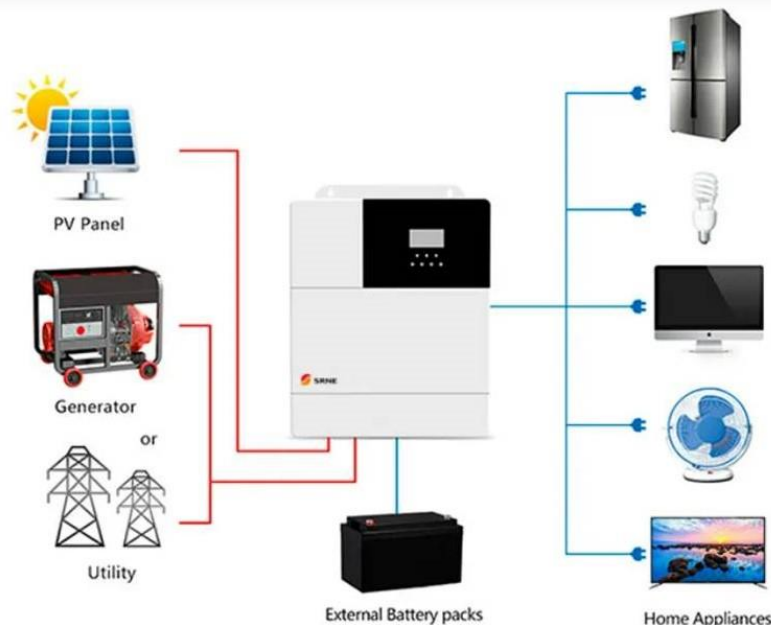 PV Panel
Generator
or
Utility
SRNE
External Battery packs
Home Appliances